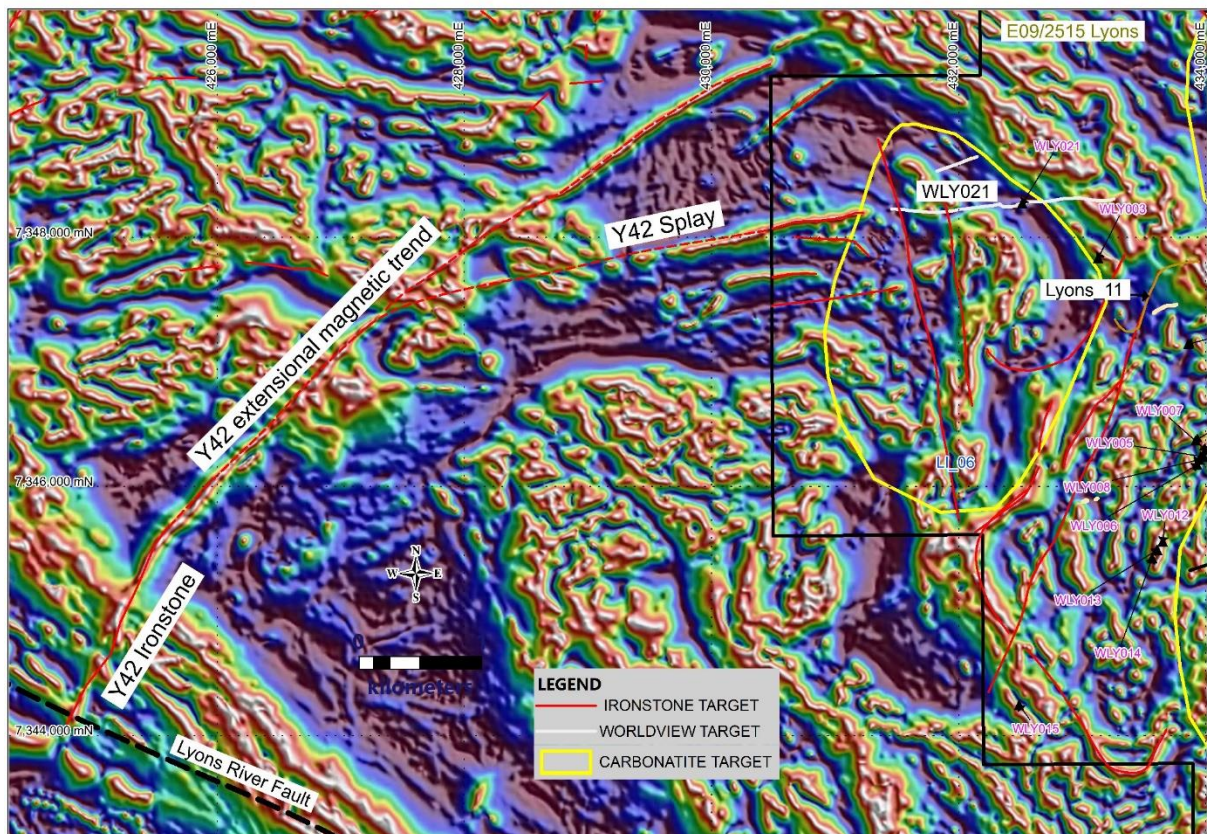 E09/2515 Lyons
426,000 mE
428,000 mE
430,000 mE
432,000 mE
434,000 mE
WLY021
WLY021
WLY003
Y42 Splay
7,348,000 mN
Lyons 11
Y42 extensional magnetic trend
WLY007
WLY005
LI_06
7,346,000 mN
WLY008
WLY006
WLY012
N
W E
S
WLY013
Y42 Ironstone
0
kilometers
WLY014
LEGEND
IRONSTONE TARGET
WORLDVIEW TARGET
CARBONATITE TARGET
WLY015
7,344,000 mN
Lyons River Fault